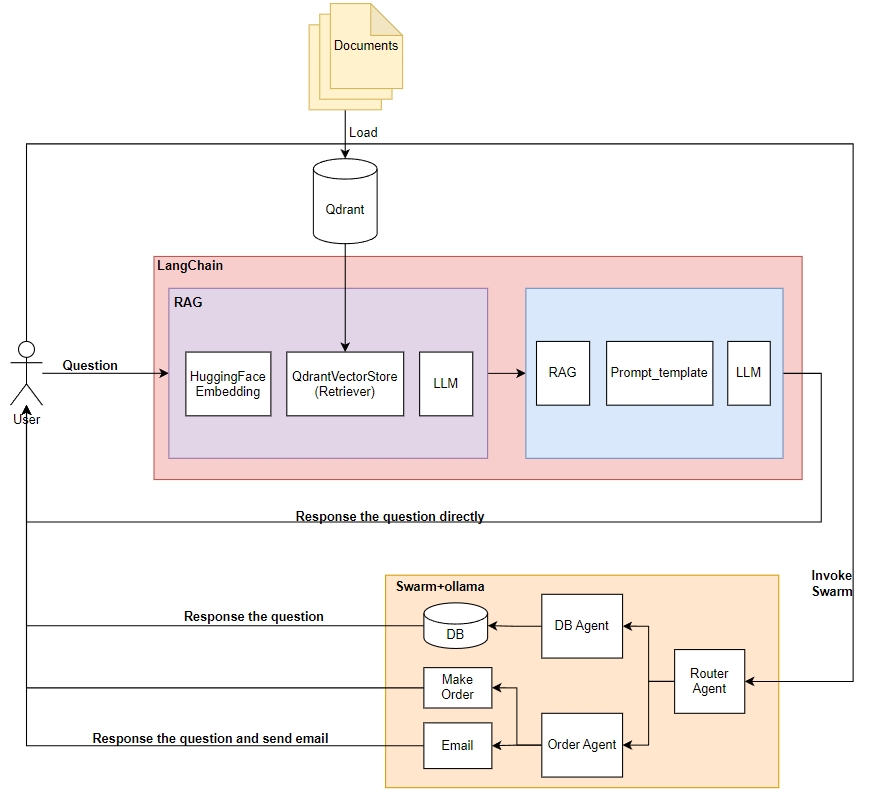 Documents
Load
Qdrant
LangChain
RAG
HuggingFace
Embedding
QdrantVectorStore
(Retriever)
LLM
RAG
Prompt_template
LLM
Question
User
Response the question directly
Invoke
Swarm
Swarm+ollama
Response the question
DB
DB Agent
Router
Agent
Make
Order
Response the question and send email
Email
Order Agent